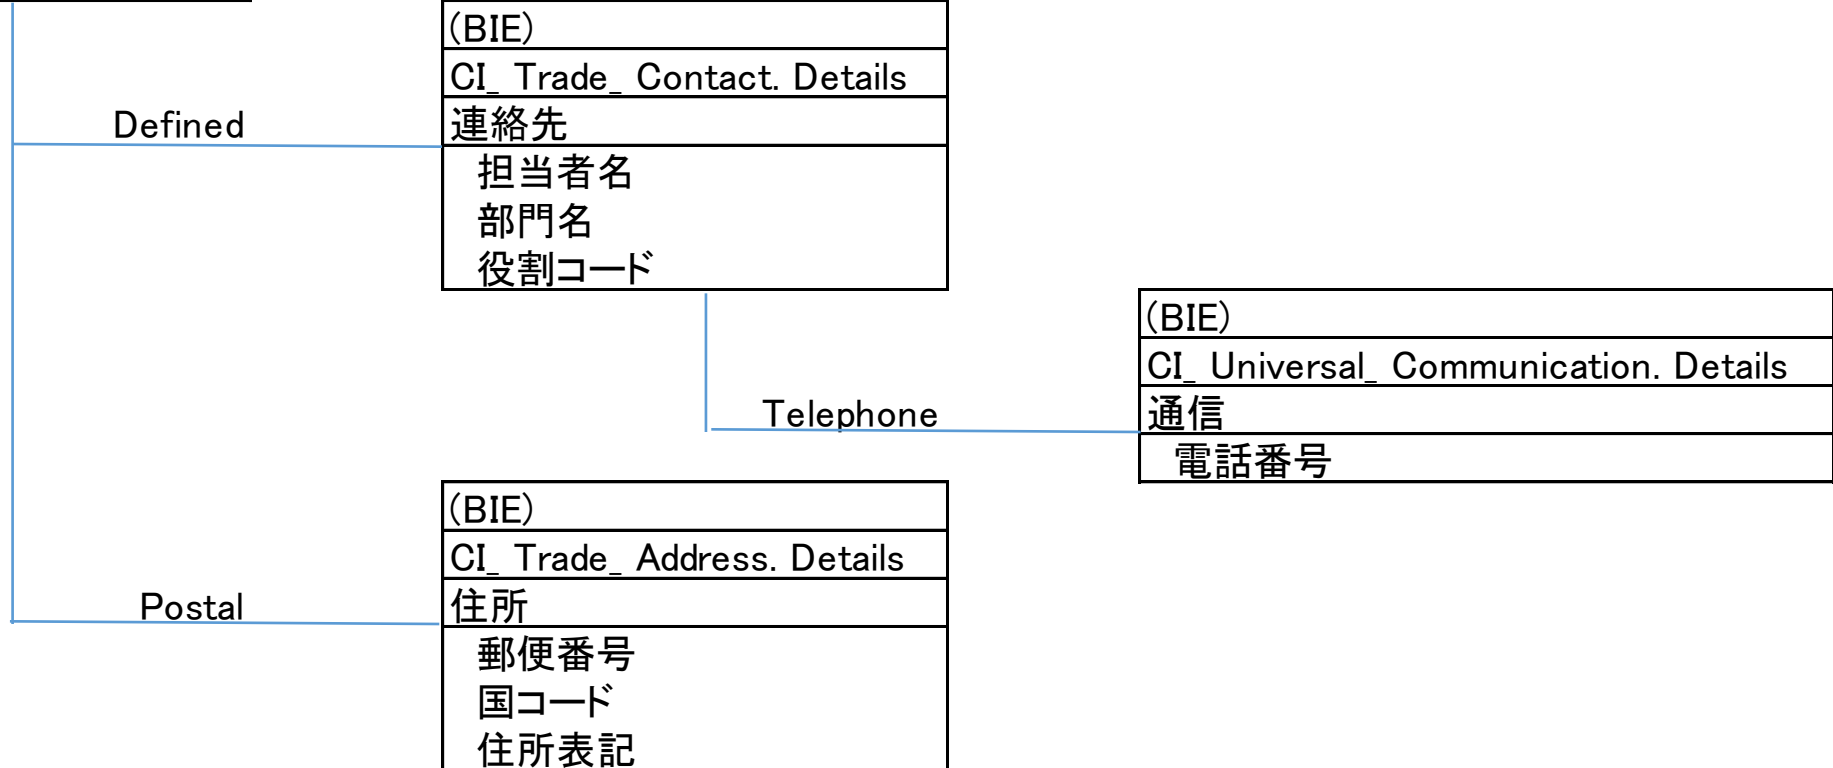 (BIE)
CI_ Trade_ Contact. Details
Defined
連絡先
担当者名
部門名
役割コード
(BIE)
CI_ Universal_ Communication. Details
Telephone
通信
電話番号
(BIE)
CI_ Trade_ Address. Details
Postal
住所
郵便番号
国コード
住所表記